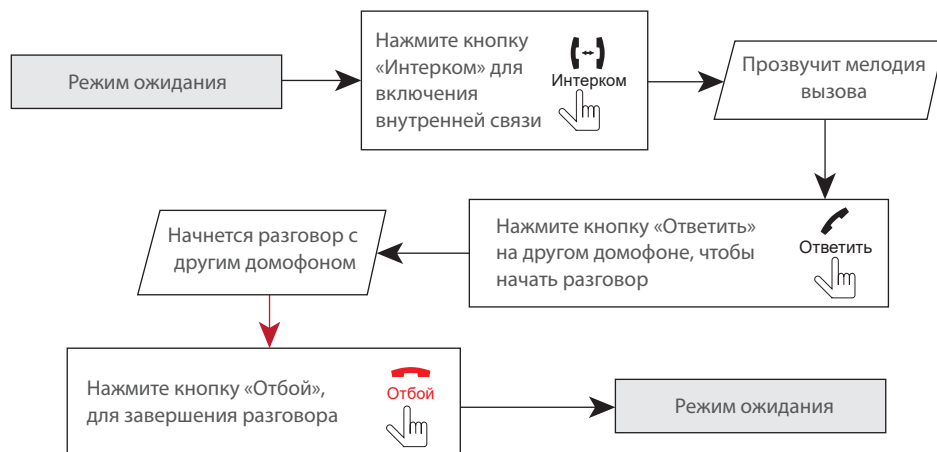 Режим ожидания
Нажмите кнопку
«Интерком» для
включения
внутренней связи
Интерком
Прозвучит мелодия
вызова
Нажмите кнопку «Ответить»
на другом домофоне, чтобы
начать разговор
Ответить
Начнется разговор с
другим домофоном
Нажмите кнопку «Отбой»,
для завершения разговора
Отбой
Режим ожидания